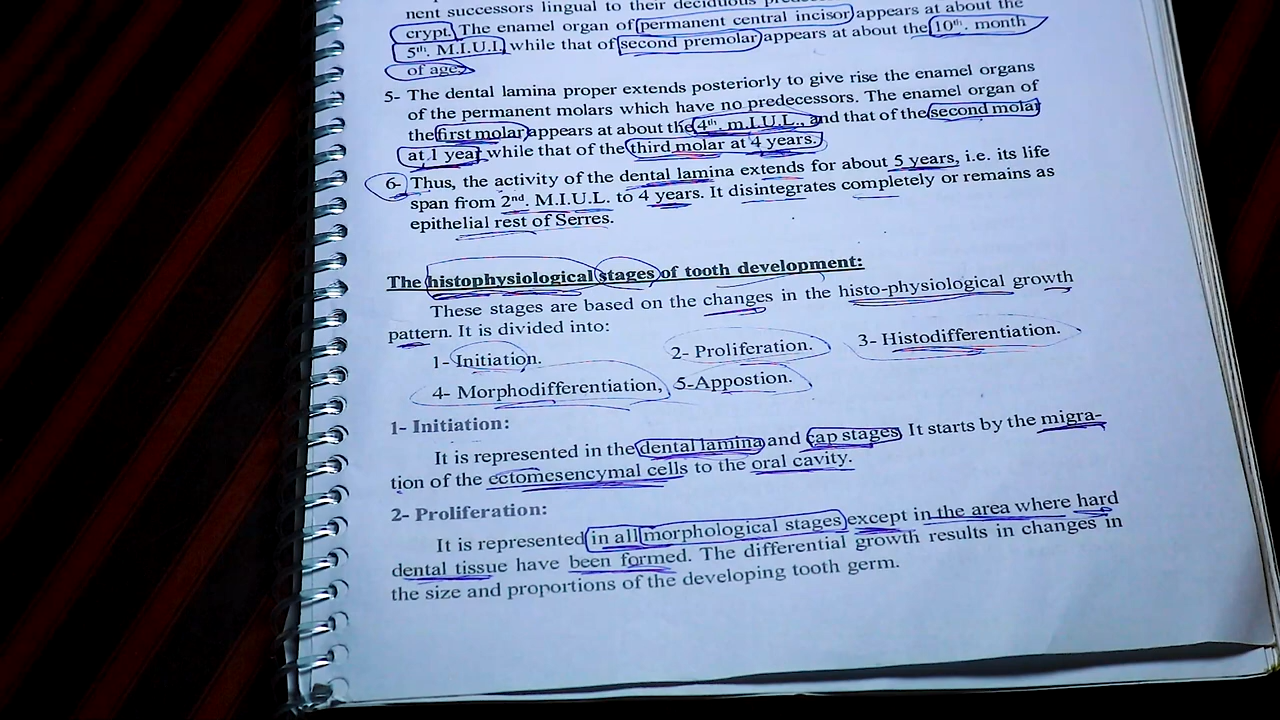 nent successors lingual to their deciduous
crypt. The enamel organ of permanent central incisor appears at about the
5th. M.I.U.L while that of second premolar appears at about the 10th. month
of age.
5- The dental lamina proper extends posteriorly to give rise the enamel organs
of the permanent molars which have no predecessors. The enamel organ of
the first molar appears at about the 4th. m.I.U.L., and that of the second molar
at 1 year while that of the third molar at 4 years.
6- Thus, the activity of the dental lamina extends for about 5 years, i.e. its life
span from 2nd. M.I.U.L. to 4 years. It disintegrates completely or remains as
epithelial rest of Serres.
The histophysiological stages of tooth development:
These stages are based on the changes in the histo-physiological growth
pattern. It is divided into:
1- Initiation. 2- Proliferation. 3- Histodifferentiation.
4- Morphodifferentiation, 5-Appostion.
1- Initiation:
It is represented in the dental lamina and cap stages. It starts by the migra-
tion of the ectomesencymal cells to the oral cavity.
2- Proliferation:
It is represented in all morphological stages except in the area where hard
dental tissue have been formed. The differential growth results in changes in
the size and proportions of the developing tooth germ.